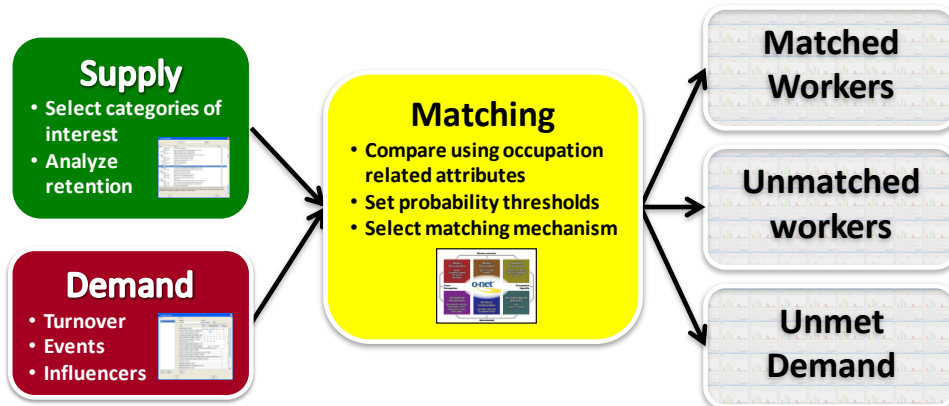 Supply
• Select categories of
interest
• Analyze
retention
Demand
• Turnover
• Events
• Influencers
Matching
• Compare using occupation
related attributes
• Set probability thresholds
• Select matching mechanism
o·net
Matched
Workers
Unmatched
workers
Unmet
Demand